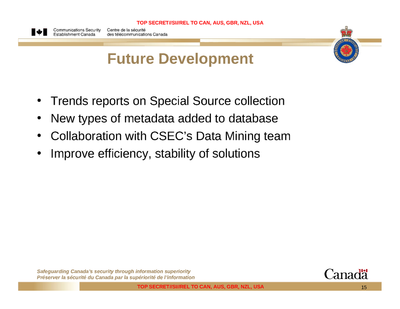 TOP SECRET//SI//REL TO CAN, AUS, GBR, NZL, USA
Communications Security Centre de la sécurité
Establishment Canada des télécommunications Canada
Future Development
• Trends reports on Special Source collection
• New types of metadata added to database
• Collaboration with CSEC's Data Mining team
• Improve efficiency, stability of solutions
Safeguarding Canada's security through information superiority
Préserver la sécurité du Canada par la supériorité de l'information
Canada
TOP SECRET//SI//REL TO CAN, AUS, GBR, NZL, USA
15